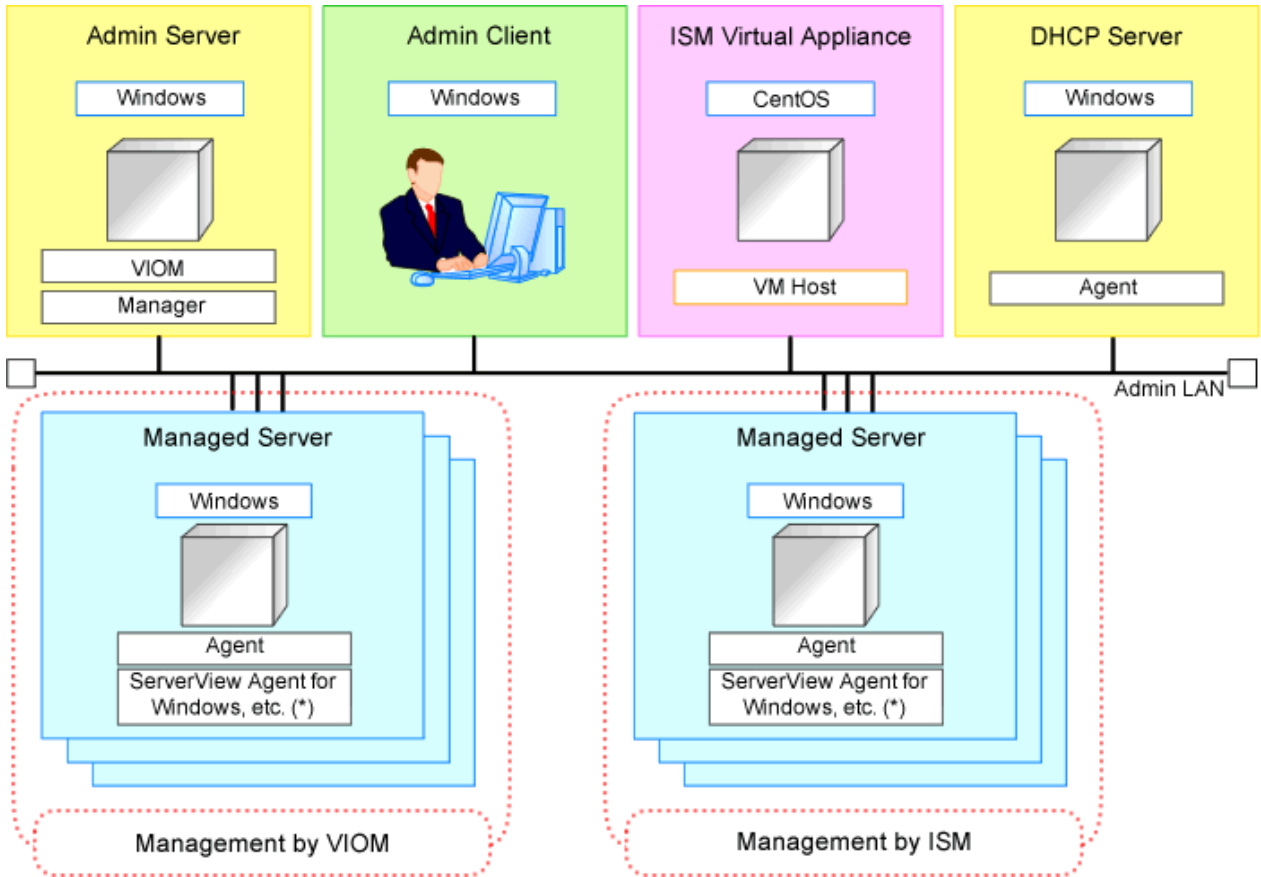 Admin Server
Admin Client
ISM Virtual Appliance
DHCP Server
Windows
Windows
CentOS
Windows
VIOM
Manager
VM Host
Agent
Admin LAN
Managed Server
Windows
Agent
ServerView Agent for
Windows, etc. (*)
Management by VIOM
Managed Server
Windows
Agent
ServerView Agent for
Windows, etc. (*)
Management by ISM